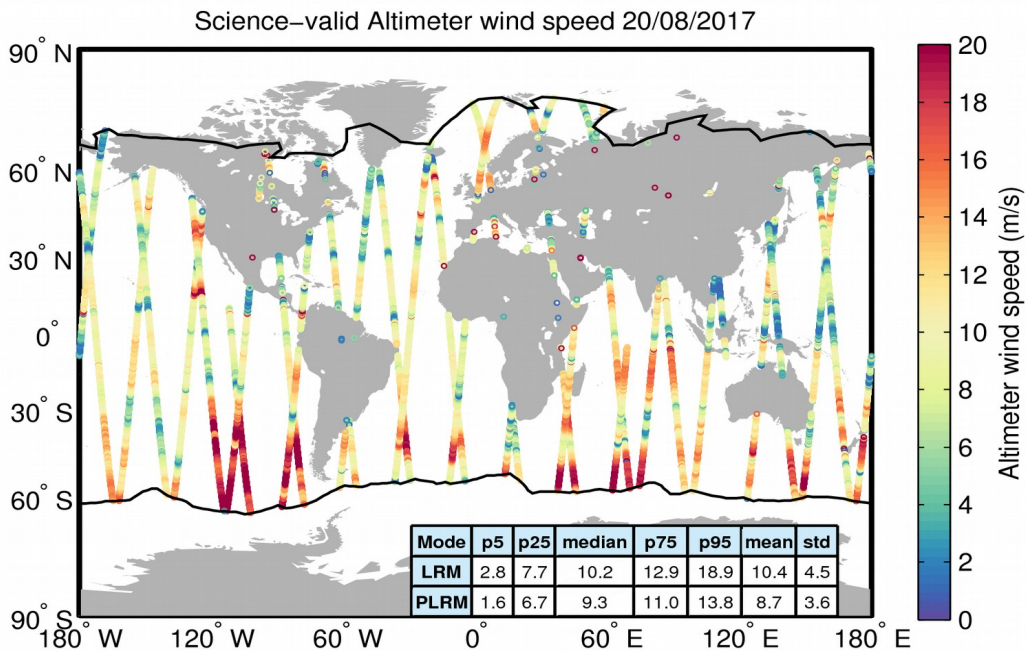 Science−valid Altimeter wind speed 20/08/2017
90° N
60° N
30° N
0°
30° S
60° S
90° S
180° W
120° W
60° W
0°
60° E
120° E
180° E
Mode p5 p25 median p75 p95 mean std
LRM 2.8 7.7 10.2 12.9 18.9 10.4 4.5
PLRM 1.6 6.7 9.3 11.0 13.8 8.7 3.6
20
18
16
14
12
10
8
6
4
2
0
Altimeter wind speed (m/s)